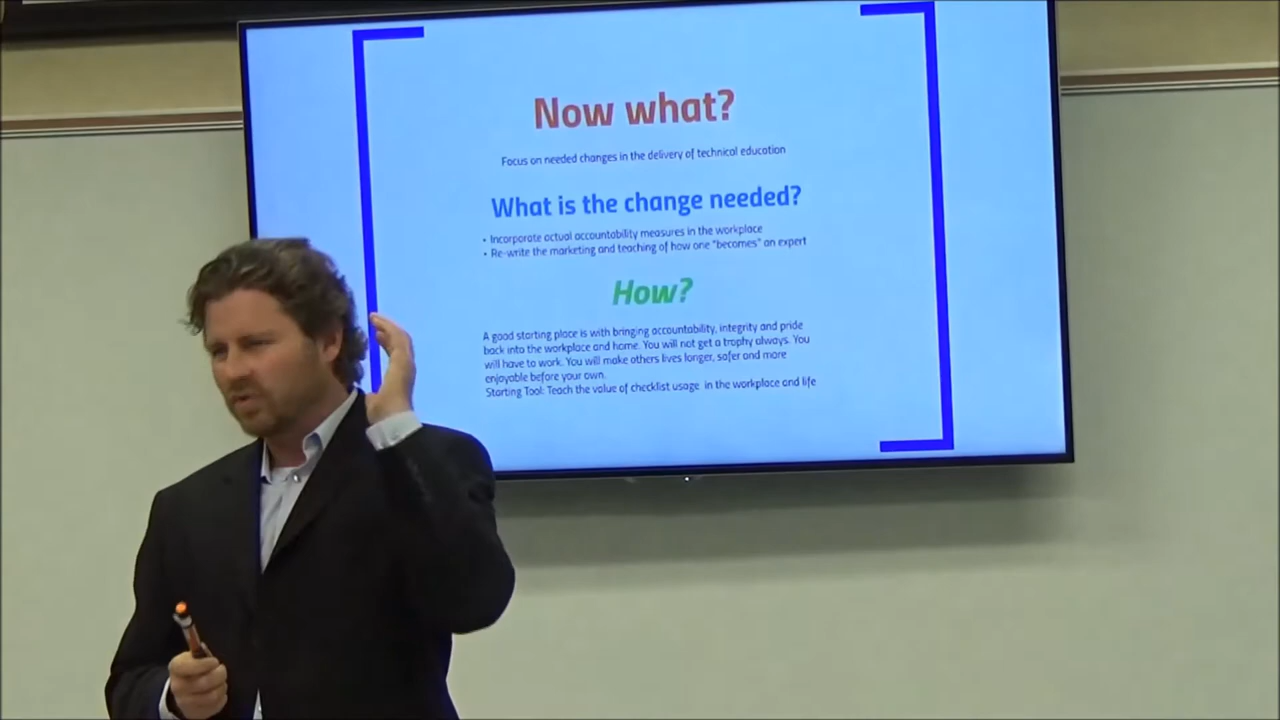 Now what?
Focus on needed changes in the delivery of technical education
What is the change needed?
• Incorporate actual accountability measures in the workplace
• Re-write the marketing and teaching of how one "becomes" an expert
How?
A good starting place is with bringing accountability, integrity and pride
back into the workplace and home. You will not get a trophy always. You
will have to work. You will make others lives longer, safer and more
enjoyable before your own.
Starting Tool: Teach the value of checklist usage in the workplace and life